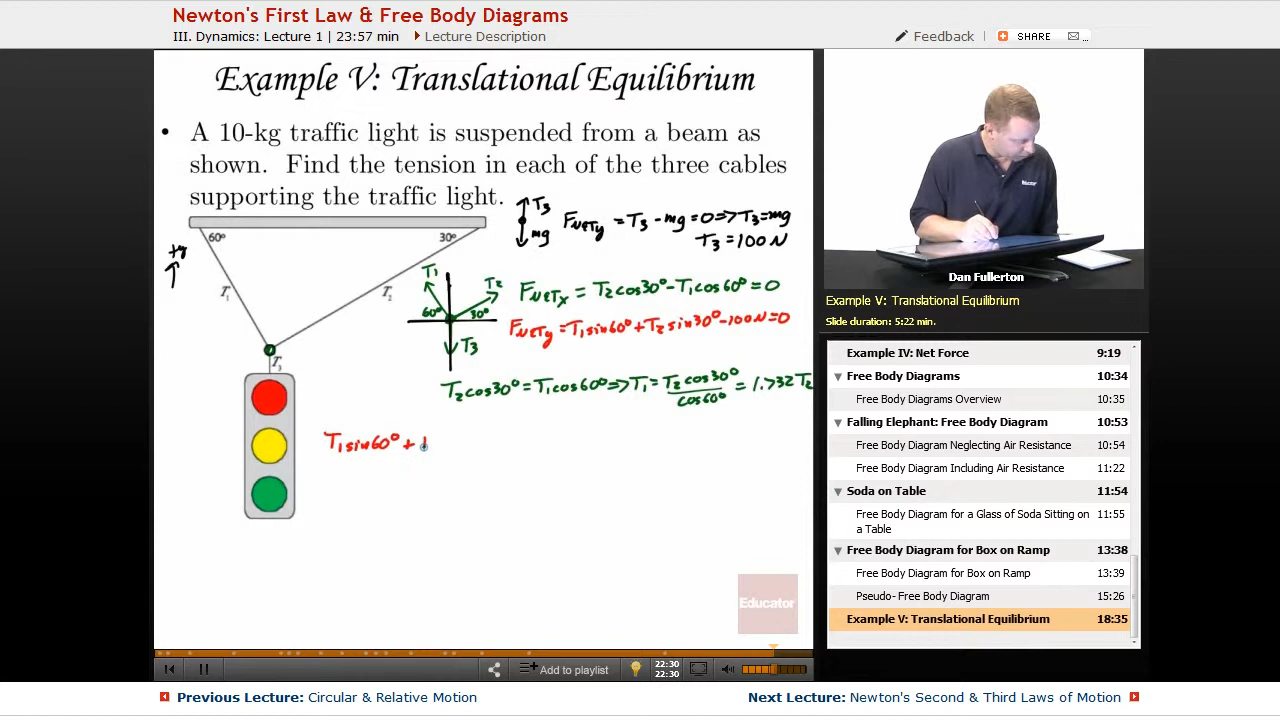 Newton's First Law & Free Body Diagrams
III. Dynamics: Lecture 1 | 23:57 min
Lecture Description
Feedback
SHARE
Example V: Translational Equilibrium
• A 10-kg traffic light is suspended from a beam as
shown. Find the tension in each of the three cables
supporting the traffic light.
60°
30°
+y
T1
T2
T3
T3
mg
FNETy = T3 - mg = 0 => T3 = mg
T3 = 100 N
T1
T2
60°
30°
T3
FNETx = T2cos30° - T1cos60° = 0
FNETy = T1sin60° + T2sin30° - 100N = 0
T2cos30° = T1cos60° => T1 = T2cos30° / cos60° = 1.732 T2
T1sin60° +
Educator
Educator
Dan Fullerton
Example V: Translational Equilibrium
Slide duration: 5:22 min.
Example IV: Net Force 9:19
Free Body Diagrams 10:34
Free Body Diagrams Overview 10:35
Falling Elephant: Free Body Diagram 10:53
Free Body Diagram Neglecting Air Resistance 10:54
Free Body Diagram Including Air Resistance 11:22
Soda on Table 11:54
Free Body Diagram for a Glass of Soda Sitting on 11:55
a Table
Free Body Diagram for Box on Ramp 13:38
Free Body Diagram for Box on Ramp 13:39
Pseudo- Free Body Diagram 15:26
Example V: Translational Equilibrium 18:35
Add to playlist
22:30
22:30
Previous Lecture: Circular & Relative Motion
Next Lecture: Newton's Second & Third Laws of Motion